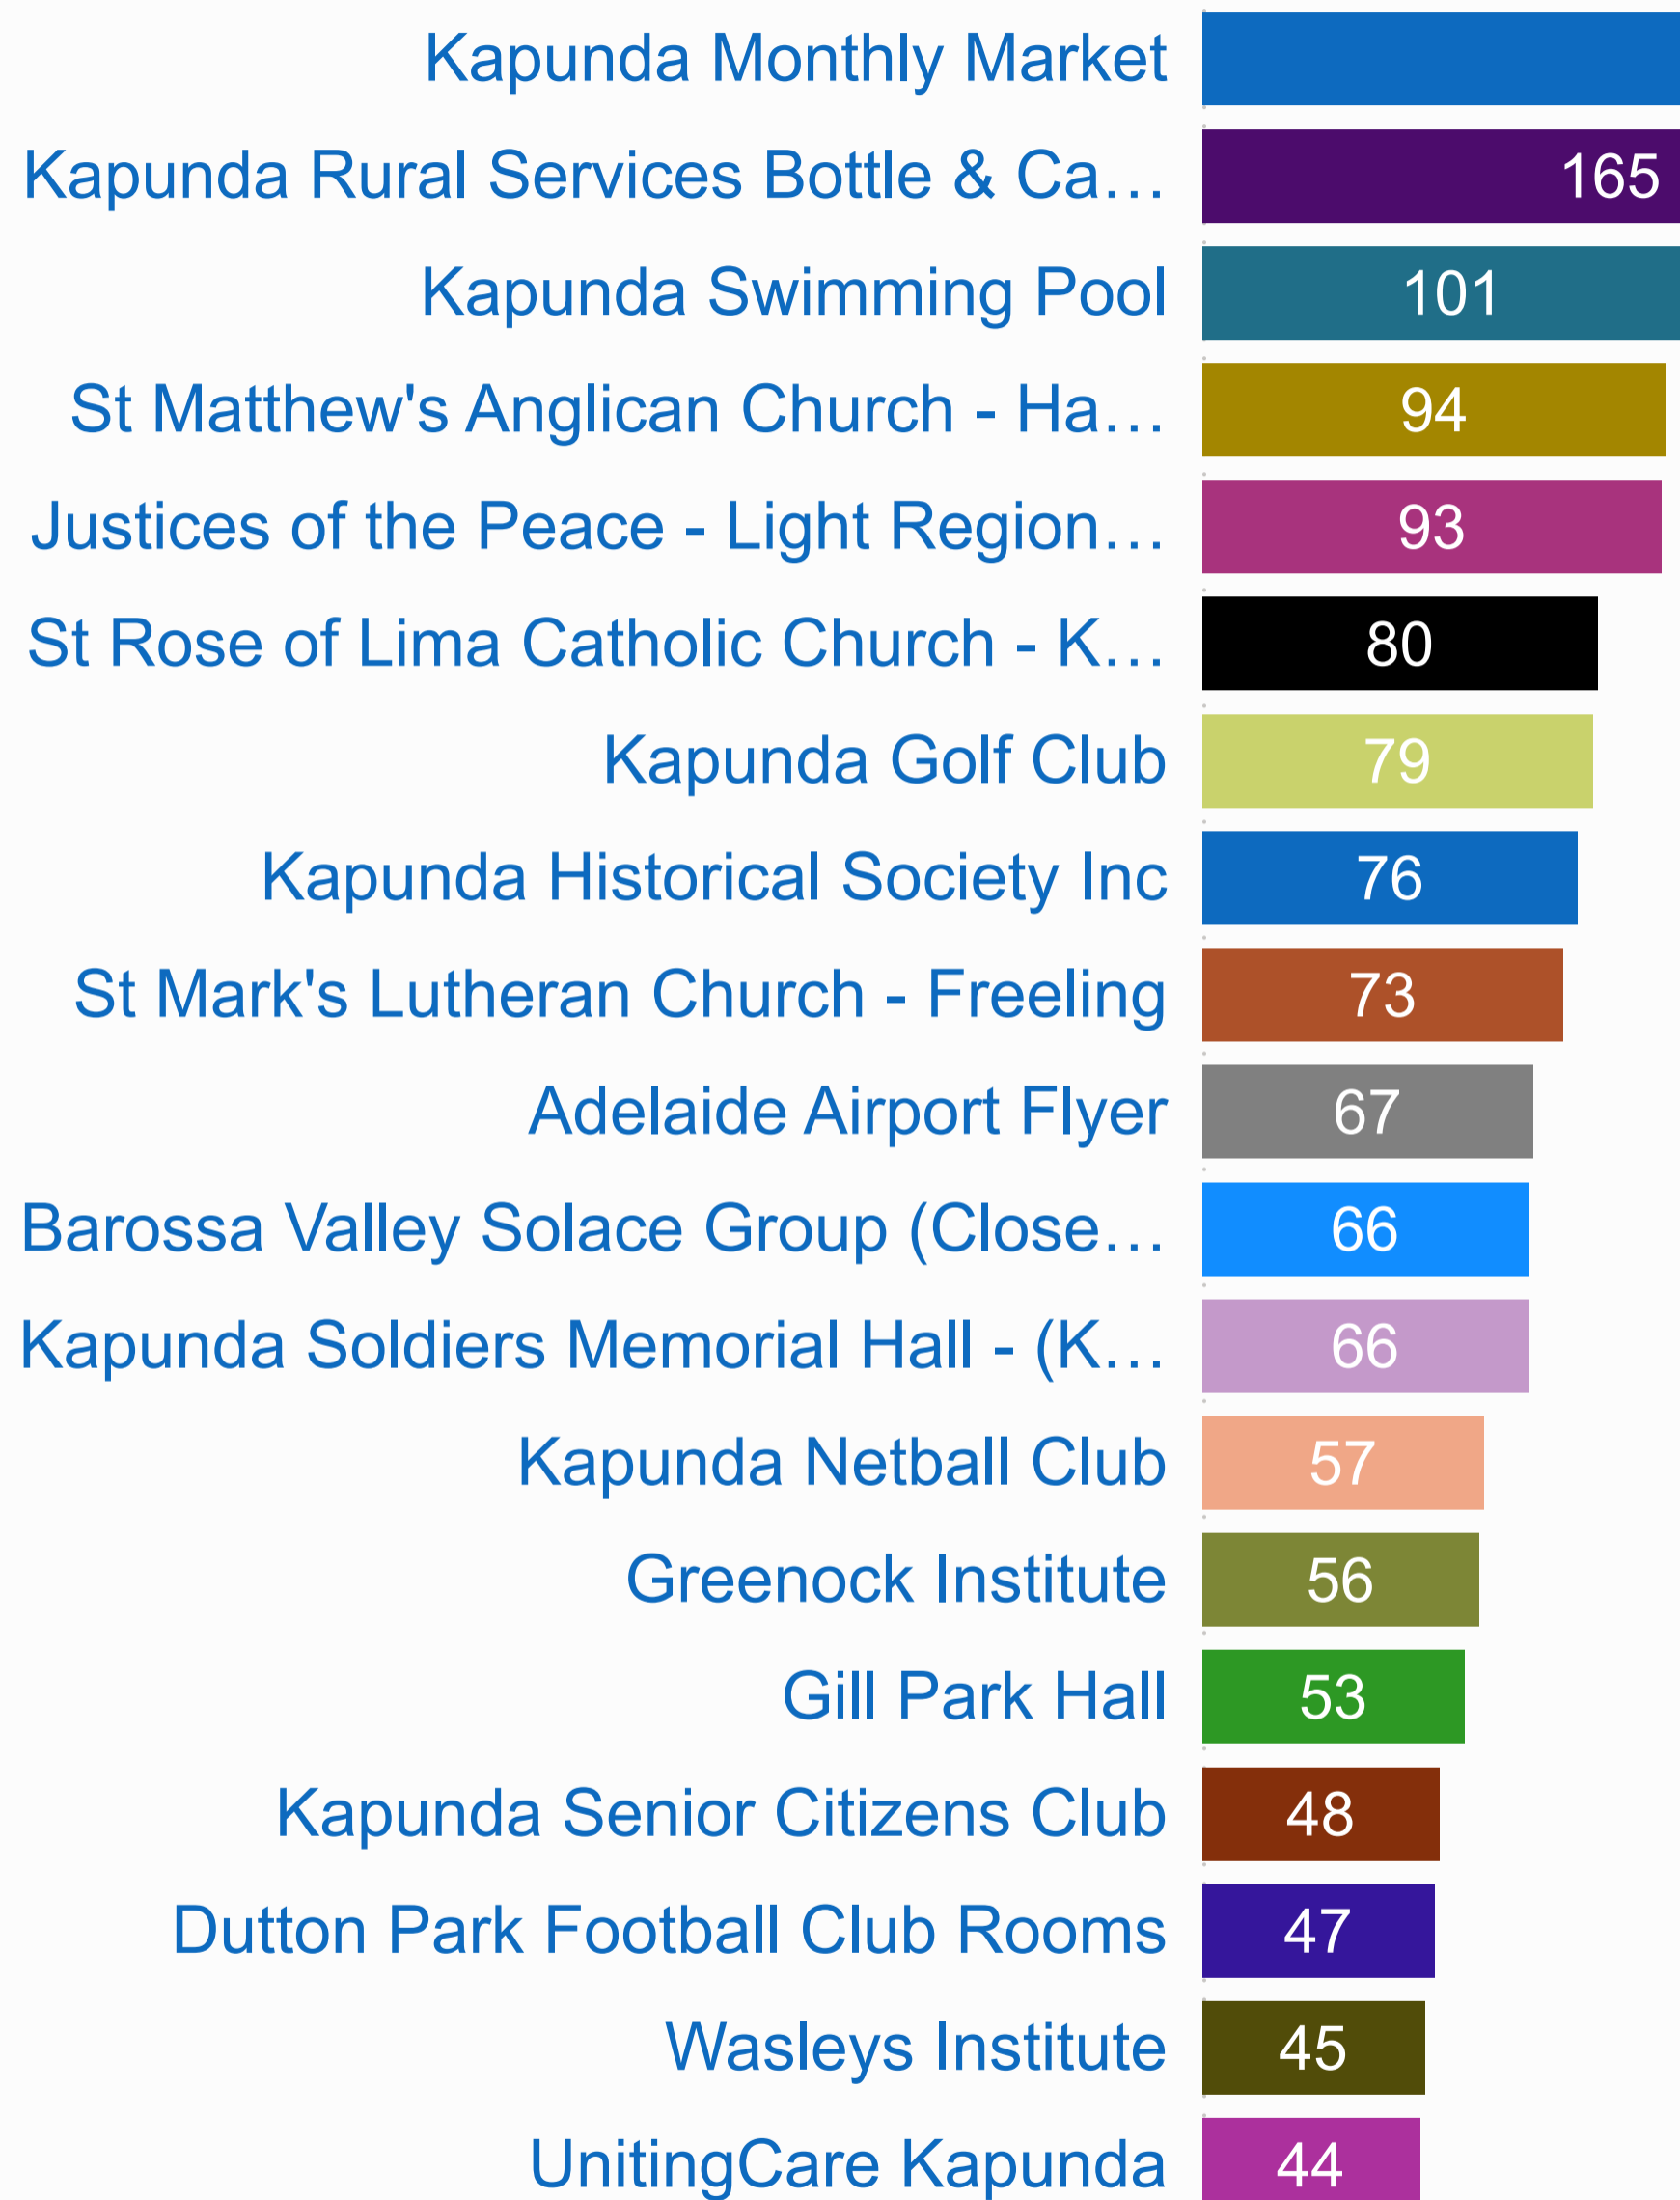 Kapunda Monthly Market
Kapunda Rural Services Bottle & Ca... 165
Kapunda Swimming Pool 101
St Matthew's Anglican Church - Ha... 94
Justices of the Peace - Light Region... 93
St Rose of Lima Catholic Church - K... 80
Kapunda Golf Club 79
Kapunda Historical Society Inc 76
St Mark's Lutheran Church - Freeling 73
Adelaide Airport Flyer 67
Barossa Valley Solace Group (Close... 66
Kapunda Soldiers Memorial Hall - (K... 66
Kapunda Netball Club 57
Greenock Institute 56
Gill Park Hall 53
Kapunda Senior Citizens Club 48
Dutton Park Football Club Rooms 47
Wasleys Institute 45
UnitingCare Kapunda 44